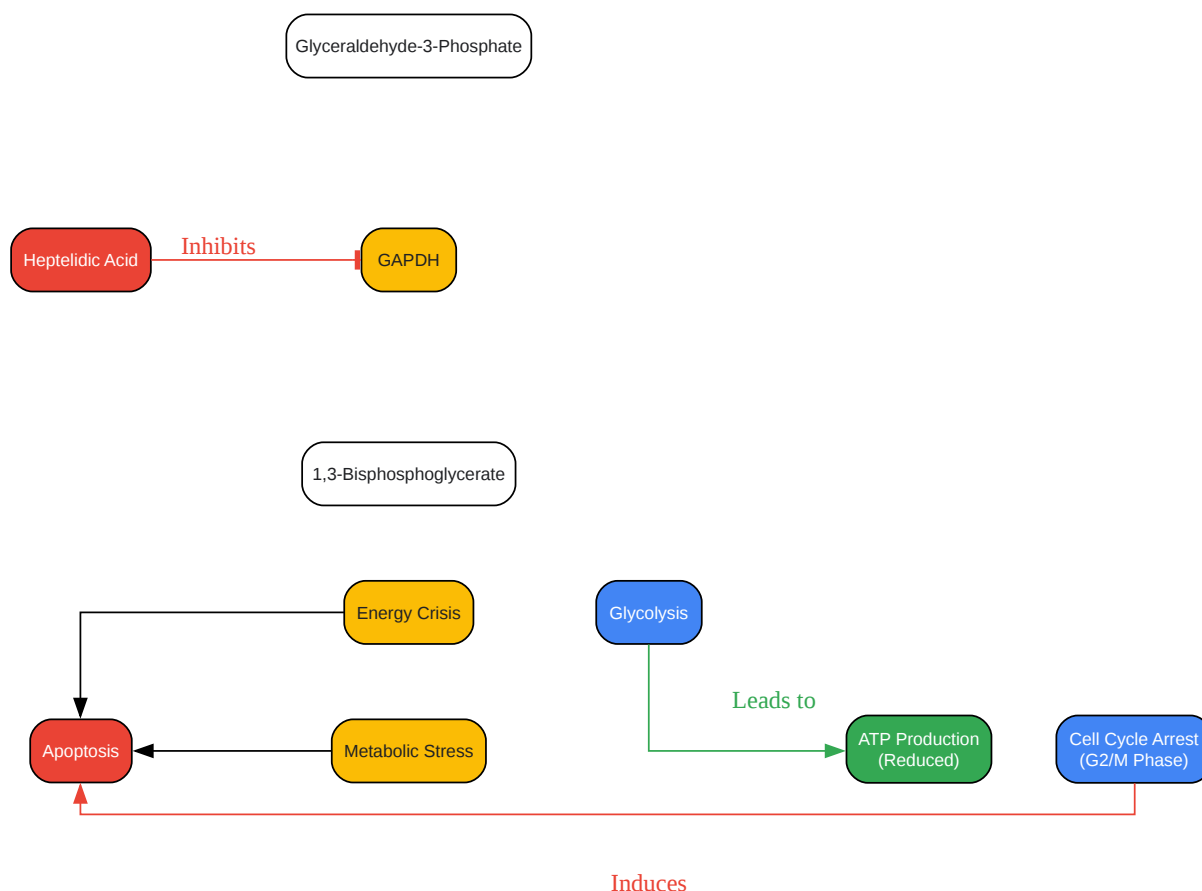 Glyceraldehyde-3-Phosphate
Heptelidic Acid
Inhibits
GAPDH
1,3-Bisphosphoglycerate
Energy Crisis
Glycolysis
Leads to
Apoptosis
Metabolic Stress
ATP Production
(Reduced)
Cell Cycle Arrest
(G2/M Phase)
Induces